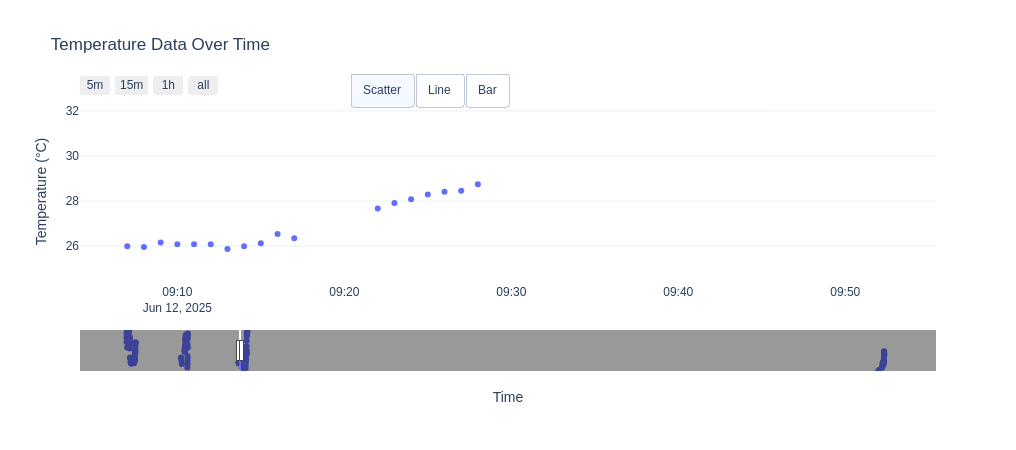 Temperature Data Over Time
5m 15m 1h all
Scatter Line Bar
32
30
28
26
Temperature (°C)
09:10 09:20 09:30 09:40 09:50
Jun 12, 2025
Time